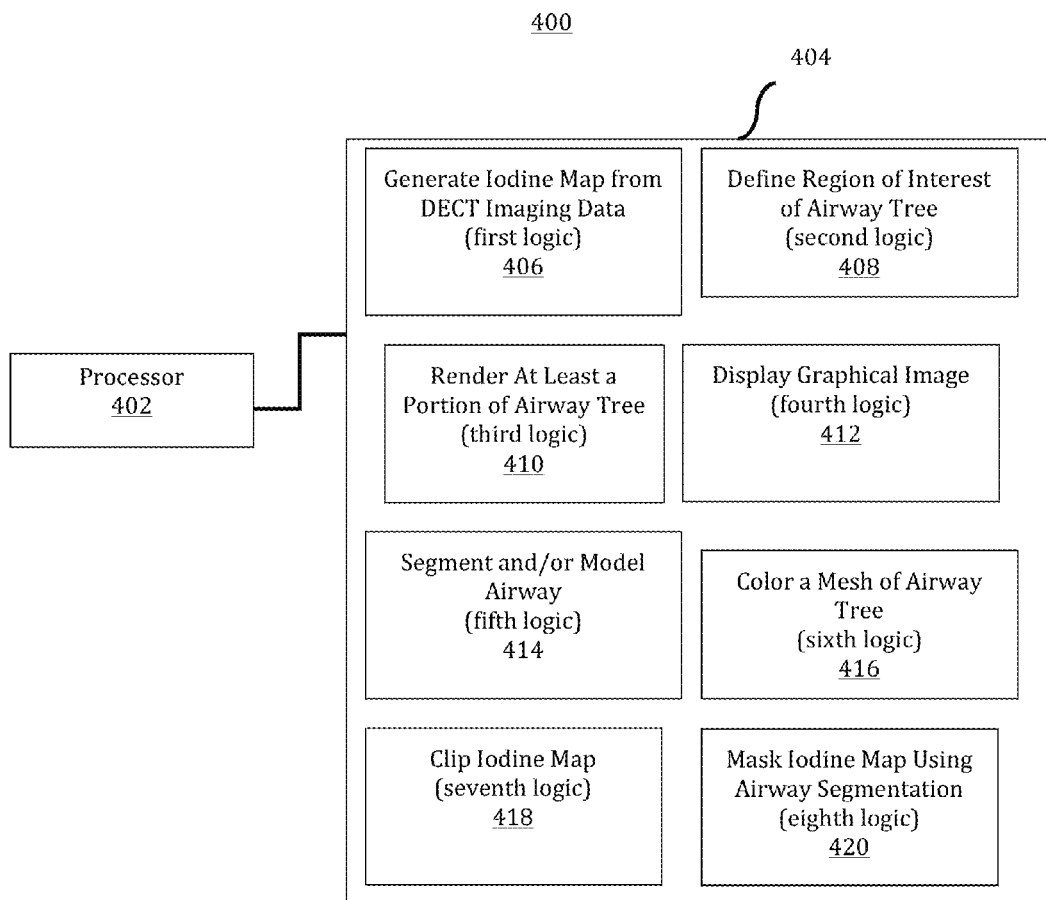 400
404
Generate Iodine Map from
DECT Imaging Data
(first logic)
406
Define Region of Interest
of Airway Tree
(second logic)
408
Processor
402
Render At Least a
Portion of Airway Tree
(third logic)
410
Display Graphical Image
(fourth logic)
412
Segment and/or Model
Airway
(fifth logic)
414
Color a Mesh of Airway
Tree
(sixth logic)
416
Clip Iodine Map
(seventh logic)
418
Mask Iodine Map Using
Airway Segmentation
(eighth logic)
420